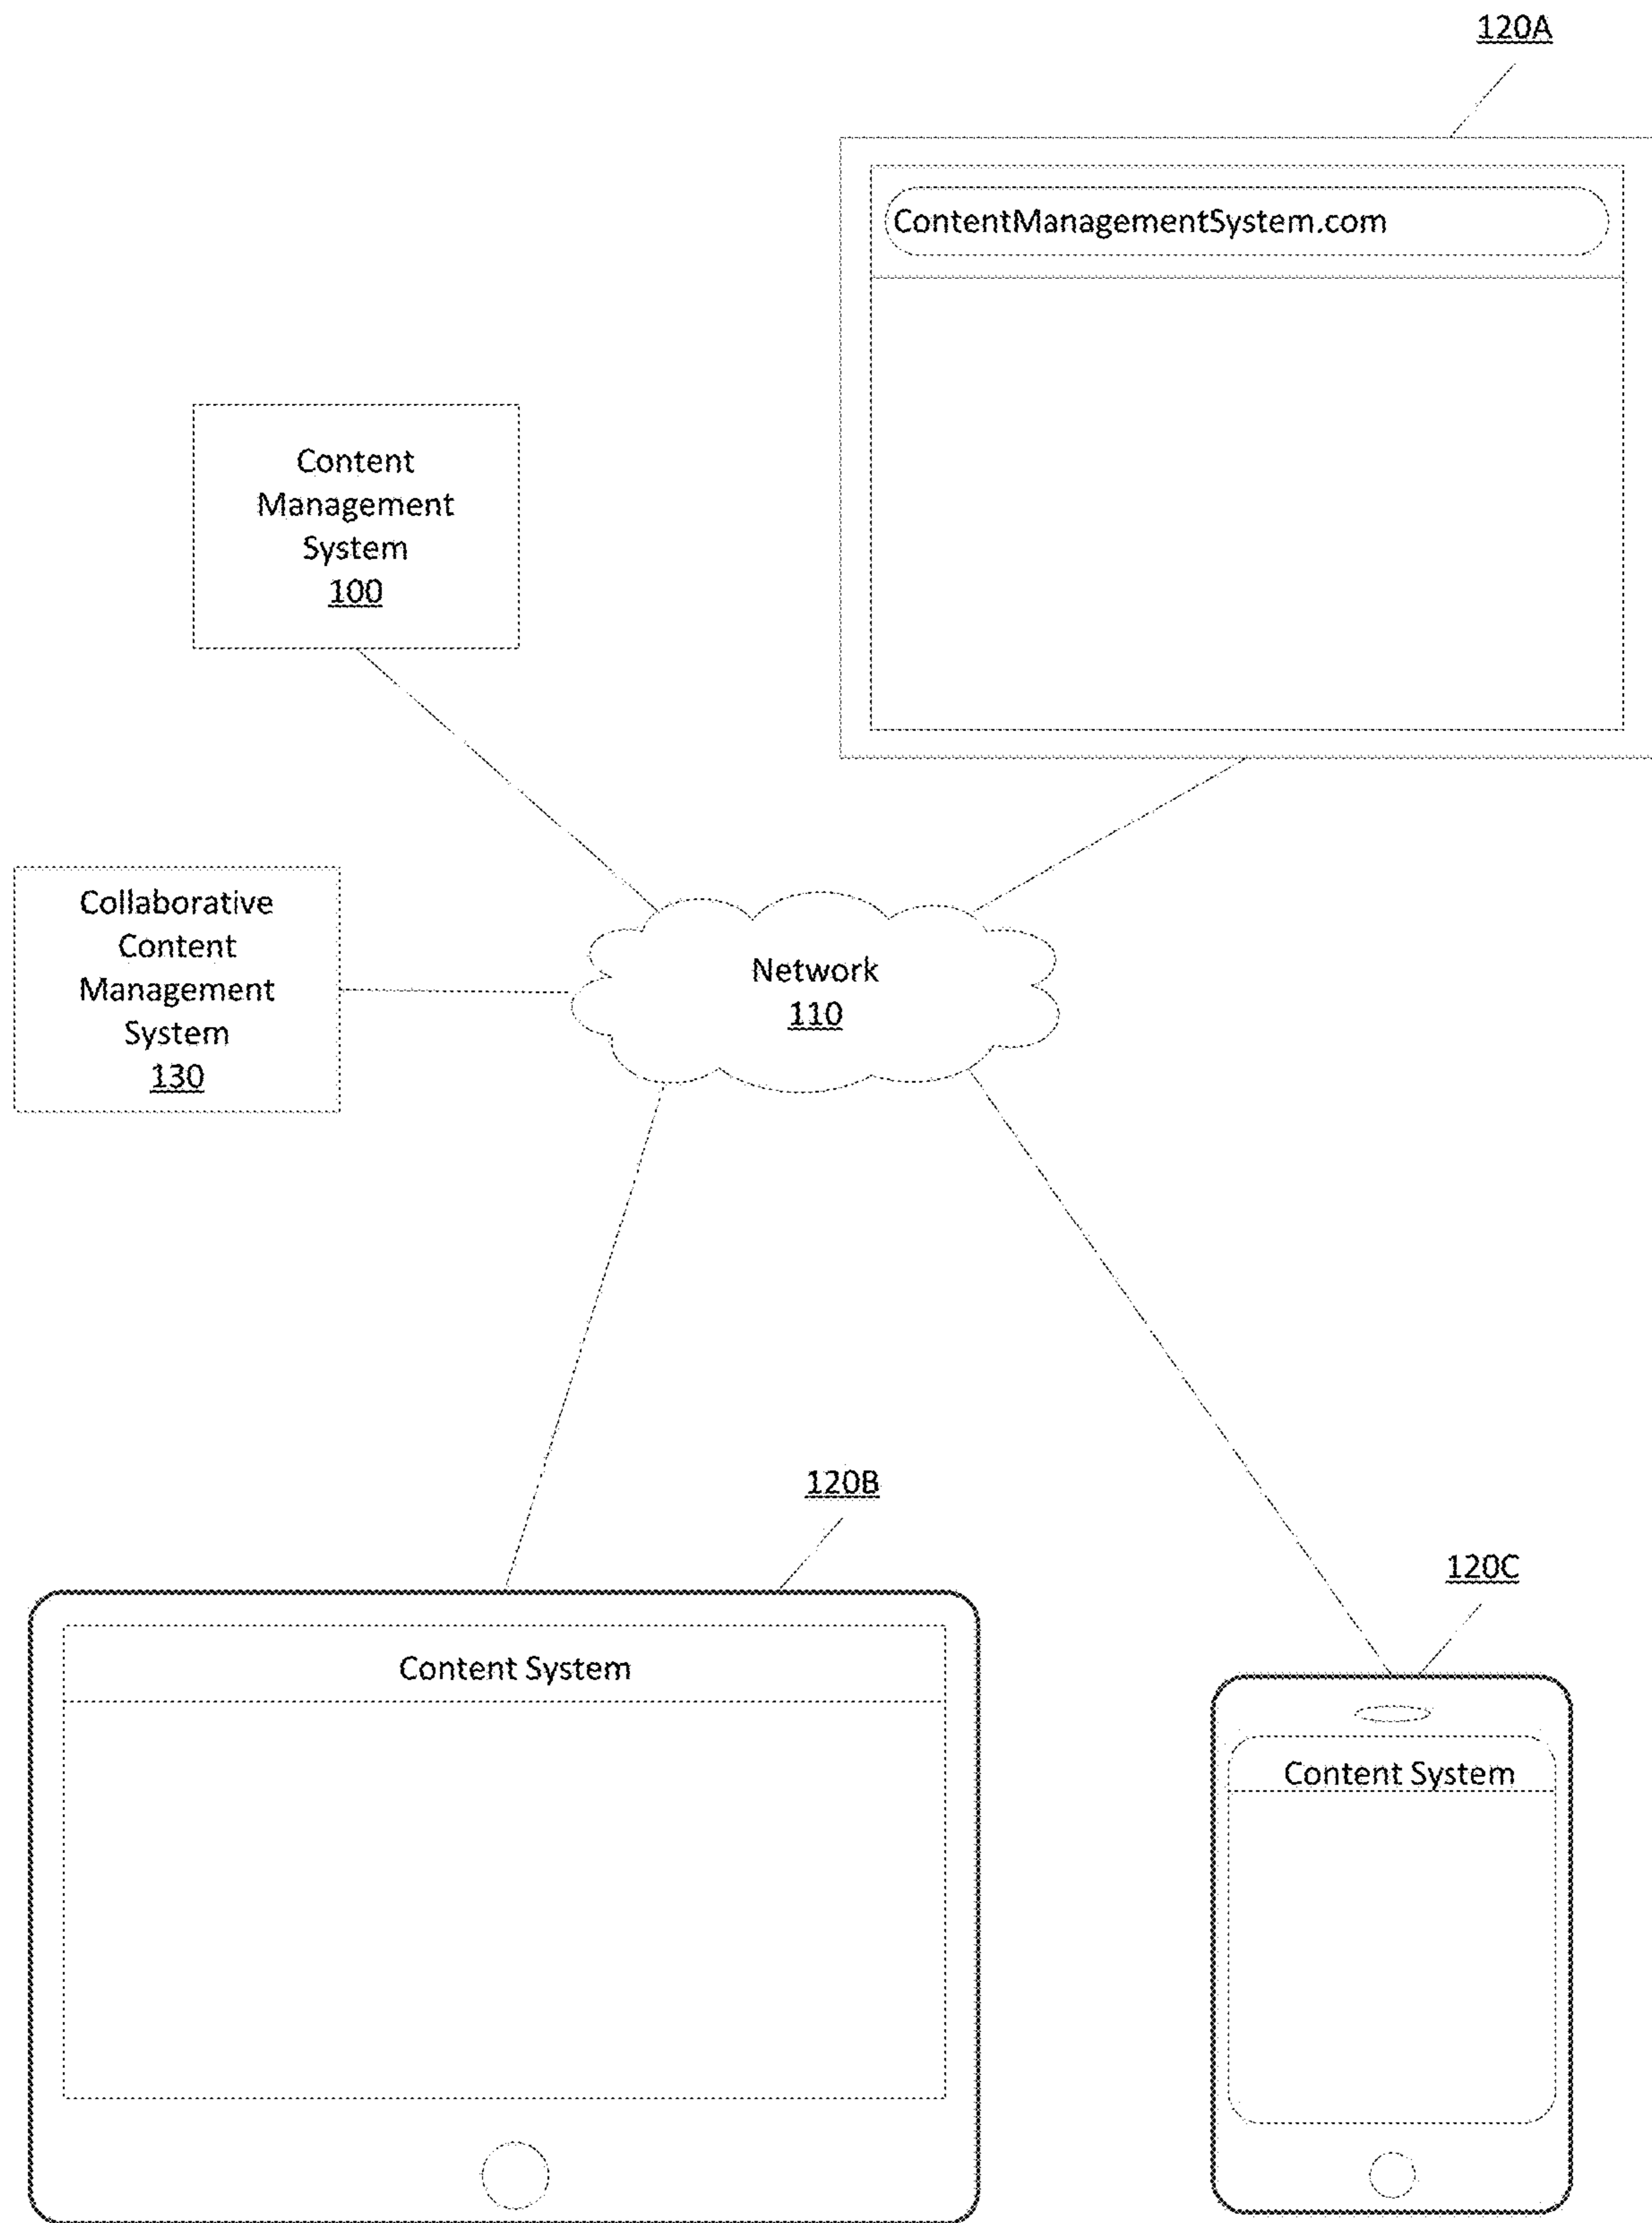 120A
ContentManagementSystem.com
Content
Management
System
100
Collaborative
Content
Management
System
130
Network
110
120B
Content System
120C
Content System